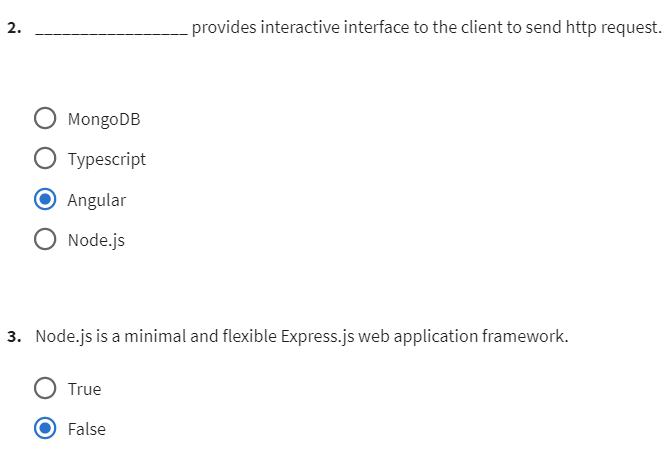 2. _________________ provides interactive interface to the client to send http request.
MongoDB
Typescript
Angular
Node.js
3. Node.js is a minimal and flexible Express.js web application framework.
True
False